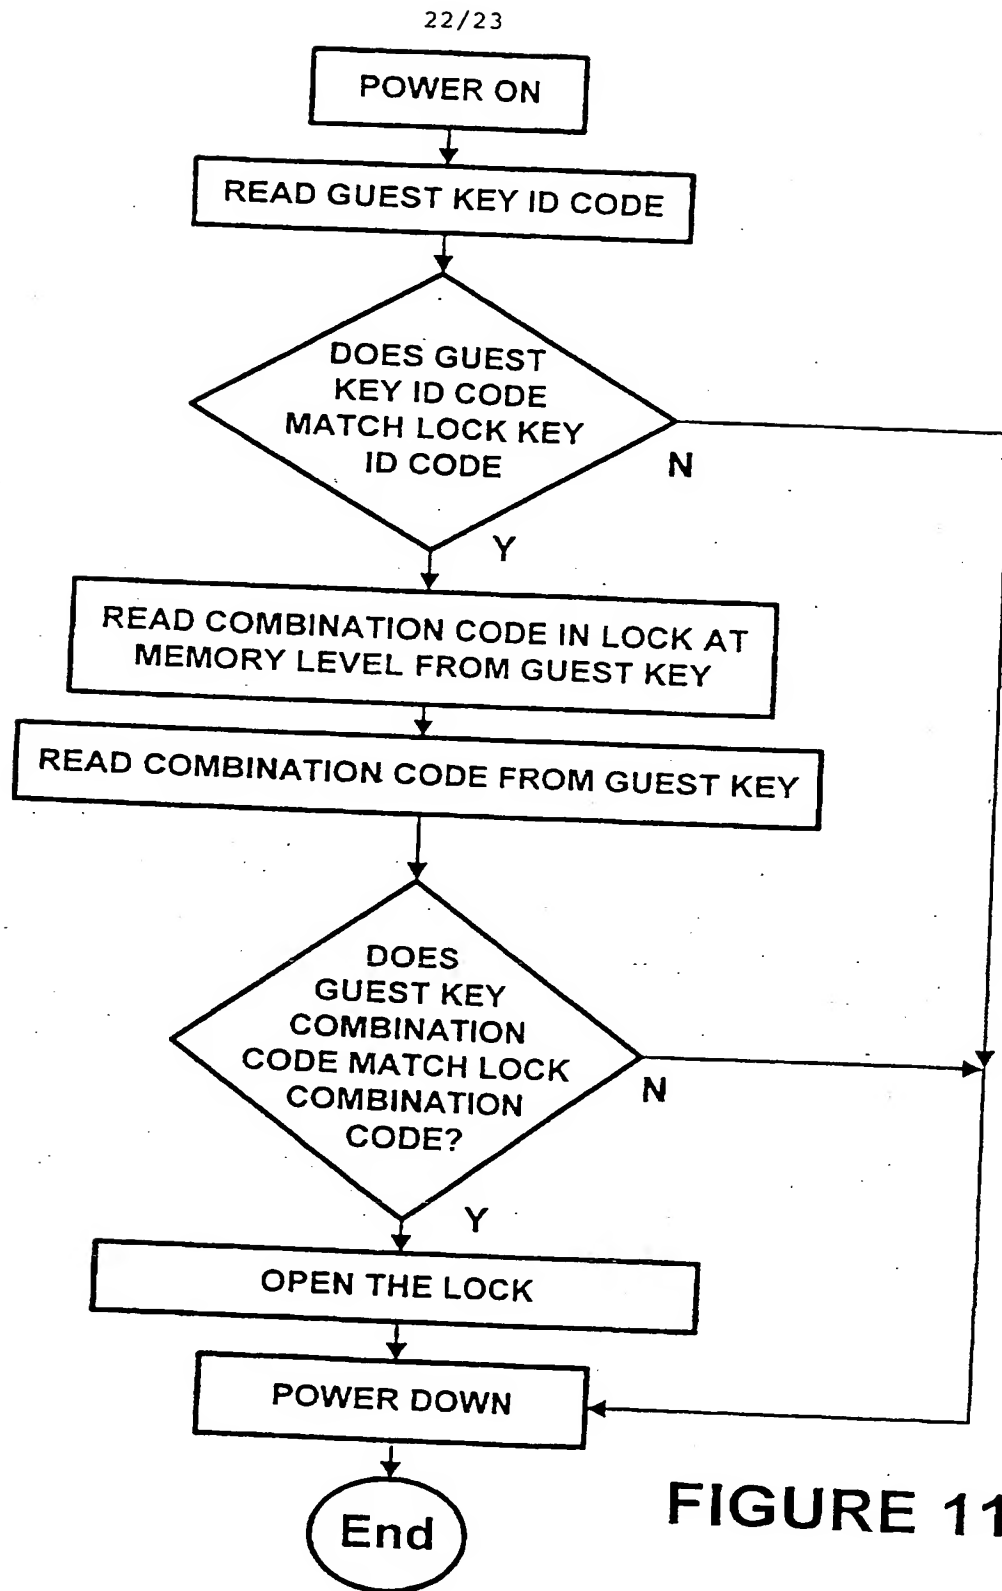 22/23
POWER ON
READ GUEST KEY ID CODE
DOES GUEST
KEY ID CODE
MATCH LOCK KEY
ID CODE
N
Y
READ COMBINATION CODE IN LOCK AT
MEMORY LEVEL FROM GUEST KEY
READ COMBINATION CODE FROM GUEST KEY
DOES
GUEST KEY
COMBINATION
CODE MATCH LOCK
COMBINATION
CODE?
N
Y
OPEN THE LOCK
POWER DOWN
End
FIGURE 11